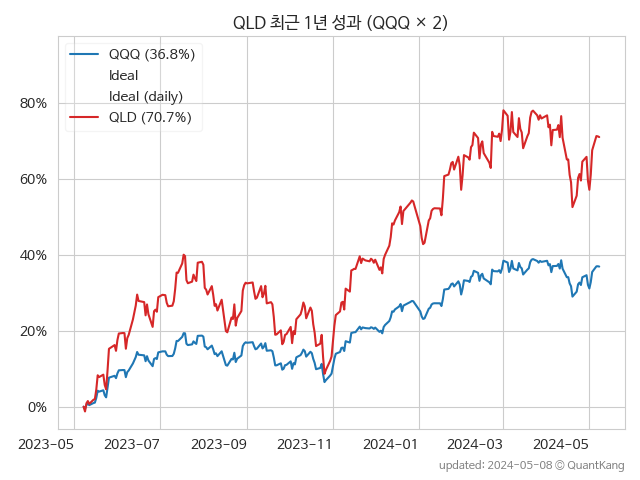 QLD 최근 1년 성과 (QQQ × 2)
QQQ (36.8%)
Ideal
Ideal (daily)
QLD (70.7%)
80%
60%
40%
20%
0%
2023-05 2023-07 2023-09 2023-11 2024-01 2024-03 2024-05
updated: 2024-05-08 © QuantKang